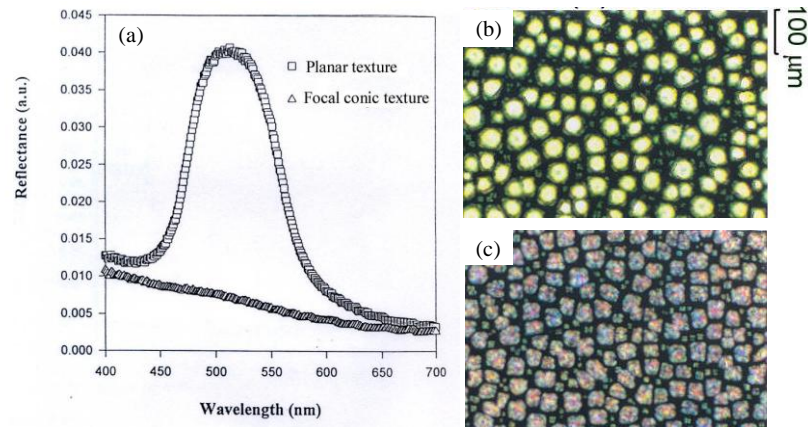 (a)
0.045
0.040
0.035
0.030
0.025
0.020
0.015
0.010
0.005
0.000
Reflectance (a.u.)
Planar texture
Focal conic texture
400 450 500 550 600 650 700
Wavelength (nm)
(b)
100 µm
(c)